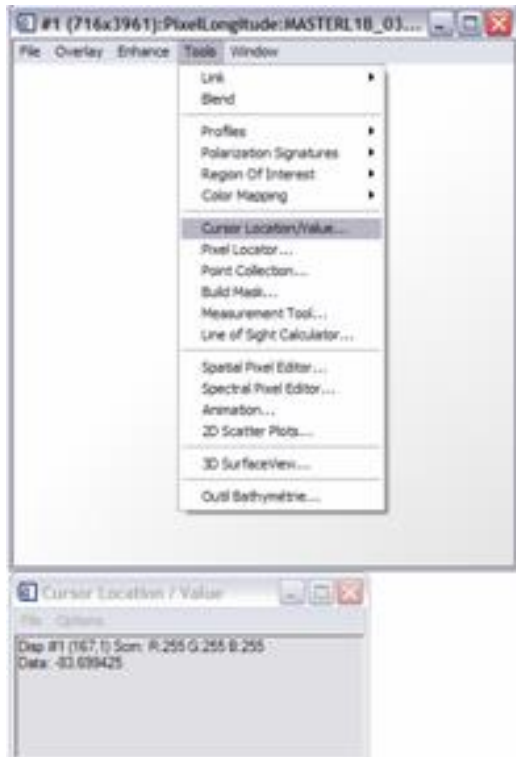 #1 (716x3961):PixelLongitude:MASTERL1B_03....
File Overlay Enhance Tools Window
Link
Blend
Profiles
Polarization Signatures
Region Of Interest
Color Mapping
Cursor Location/Value...
Pixel Locator...
Point Collection...
Build Mask...
Measurement Tool...
Line of Sight Calculator...
Spatial Pixel Editor...
Spectral Pixel Editor...
Animation...
2D Scatter Plots...
3D SurfaceView...
Outil Bathymétrie...
Cursor Location / Value
File Options
Disp #1 (167,1) Scrn: R:255 G:255 B:255
Data: -83.699425